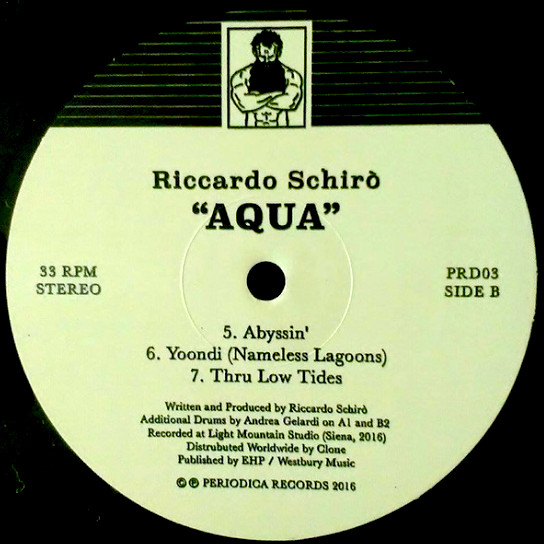 Riccardo Schirò
“AQUA”
33 RPM
STEREO
PRD03
SIDE B
5. Abyssin'
6. Yoondi (Nameless Lagoons)
7. Thru Low Tides
Written and Produced by Riccardo Schirò
Additional Drums by Andrea Gelardi on A1 and B2
Recorded at Light Mountain Studio (Siena, 2016)
Distrubuted Worldwide by Clone
Published by EHP / Westbury Music
© ℗ PERIODICA RECORDS 2016